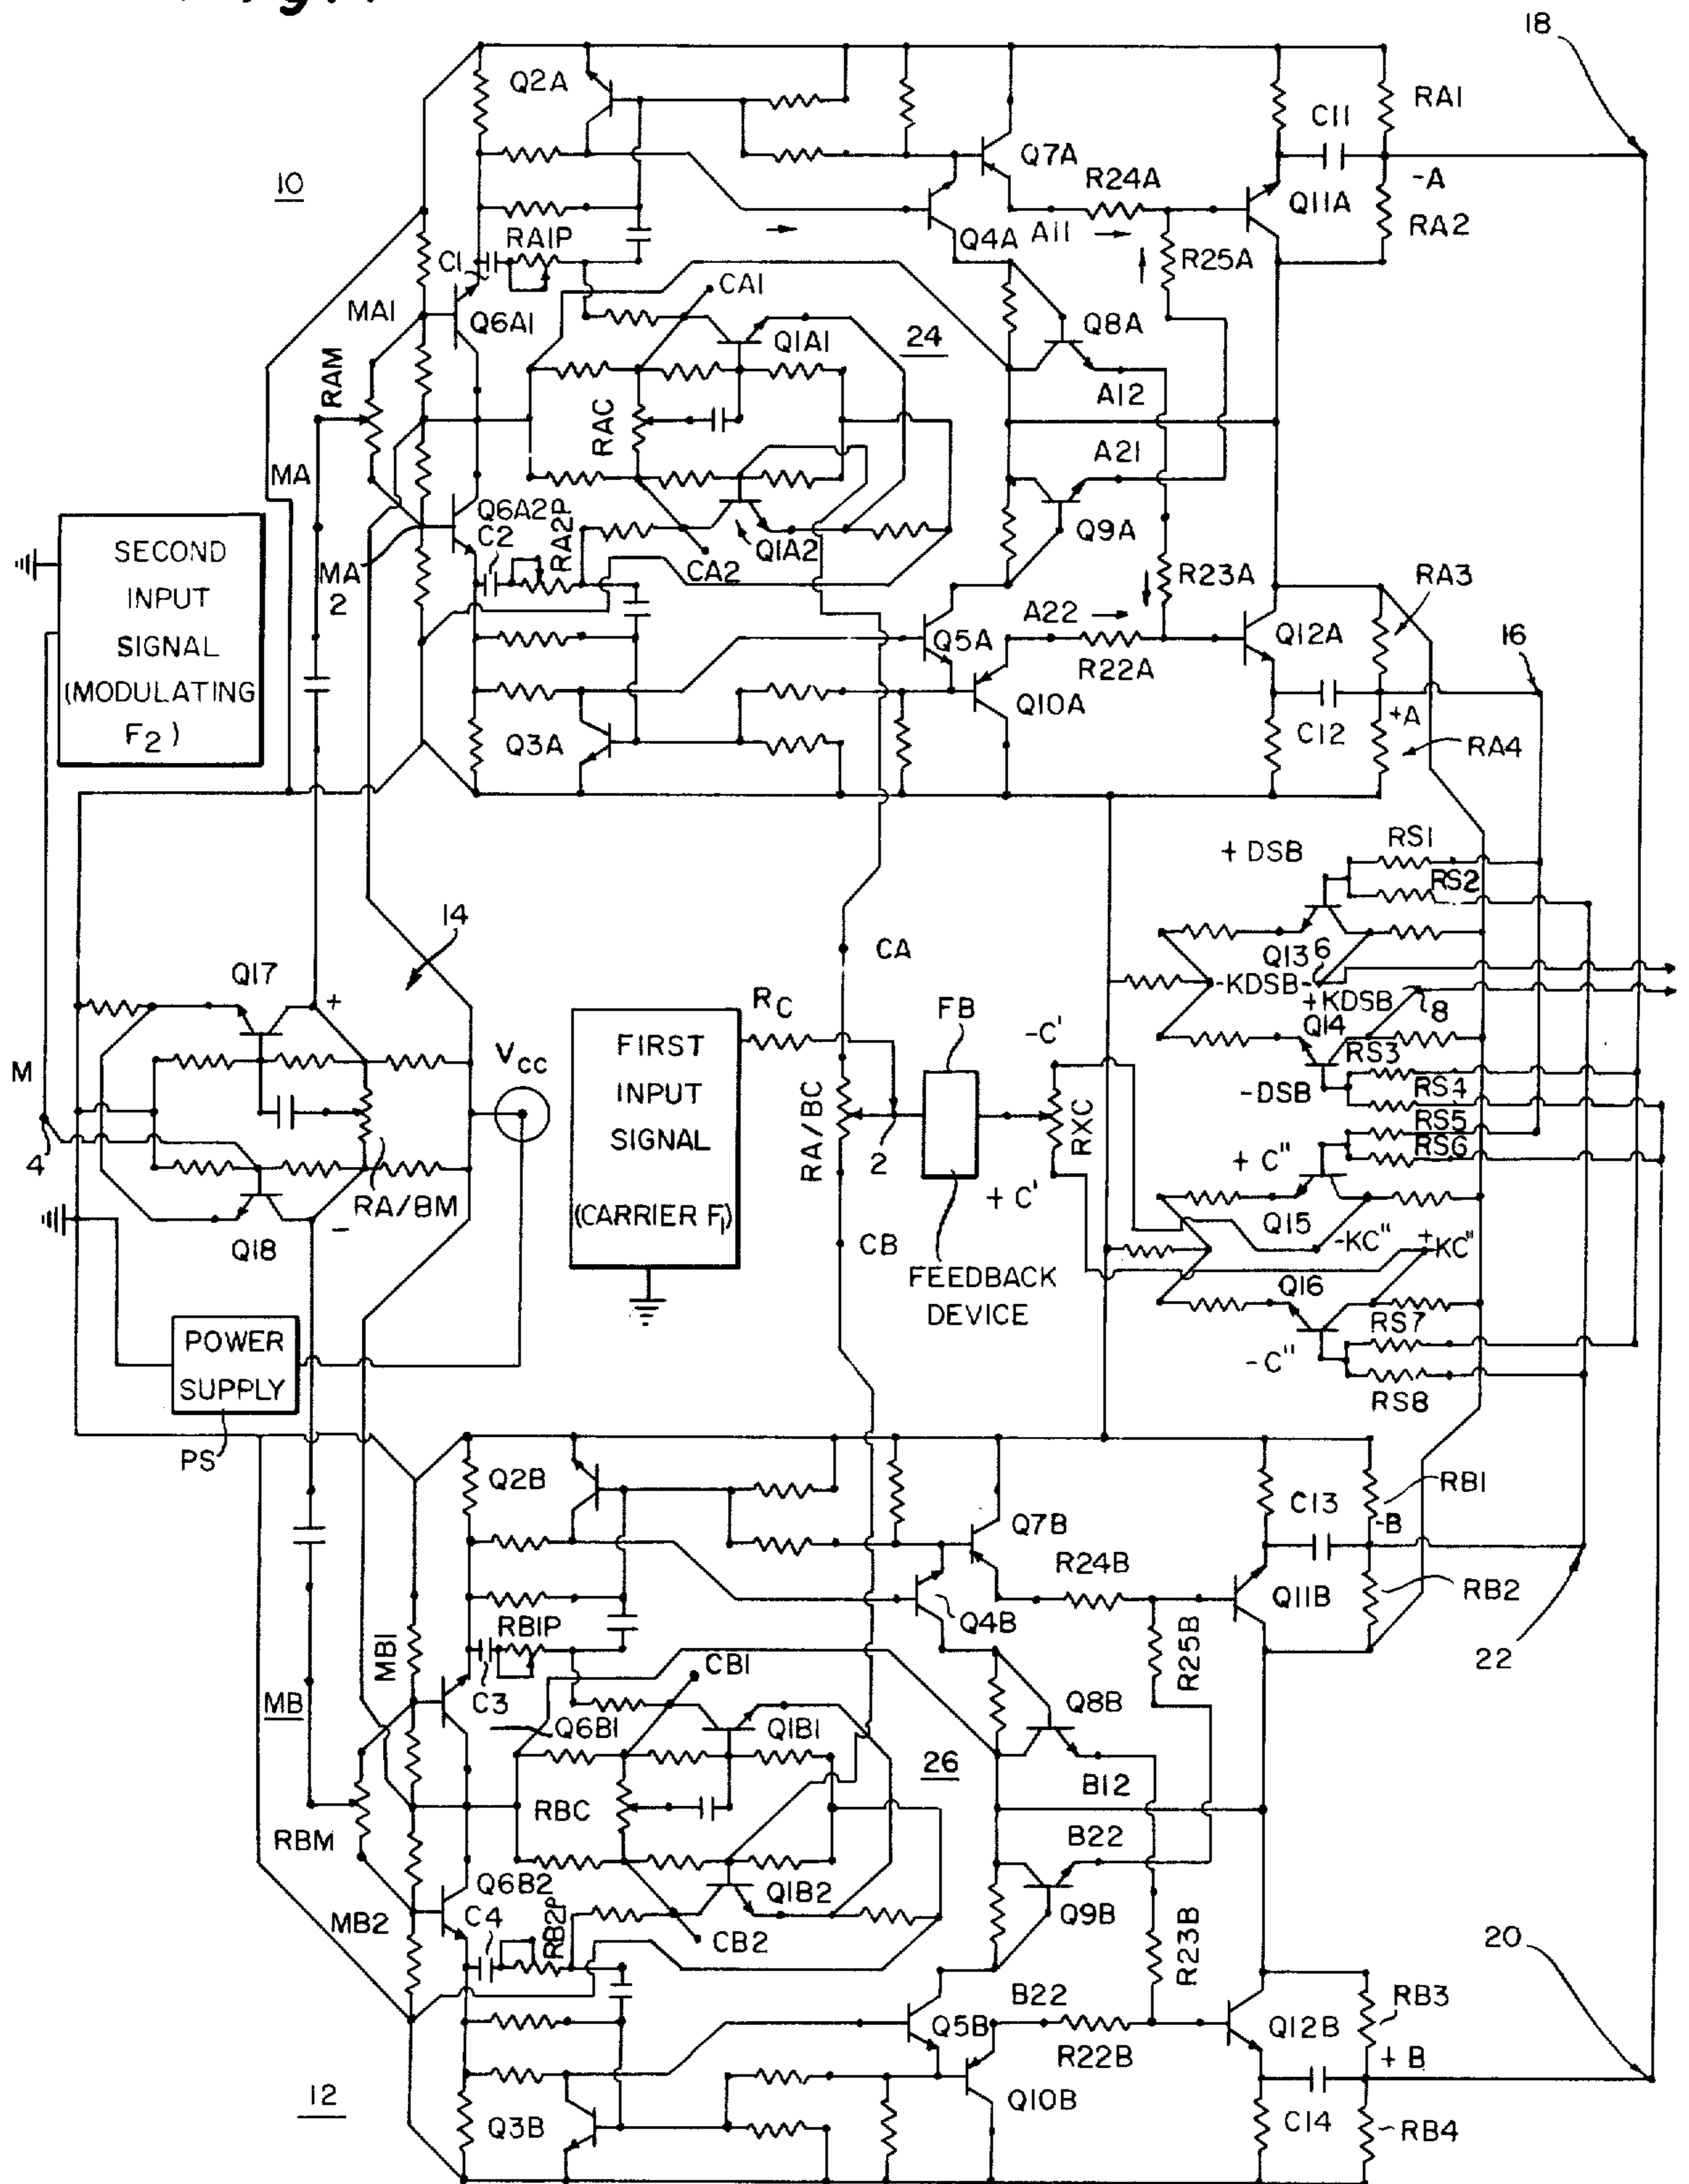 18
Q2A
C11
RA1
10
Q7A
R24A
-A
Q11A
RA2
RA1P
Q4A
A11
R25A
C1
CA1
MA1
Q6A1
Q8A
Q1A1
24
RAM
A12
RAC
A21
MA
Q6A2
C2
RA2P
Q9A
Q1A2
SECOND
INPUT
SIGNAL
(MODULATING
F2)
MA
2
CA2
R23A
RA3
A22
Q5A
Q12A
16
R22A
Q10A
+A
C12
Q3A
RA4
+ DSB
RS1
RS2
14
CA
Q13
6
-KDSB-
Q17
+
+KDSB
8
RC
FB
-C'
Q14
FIRST
INPUT
SIGNAL
(CARRIER F1)
VCC
RS3
M
RS4
-DSB
RS5
RA/BC
RXC
RS6
2
4
+ C"
+ C'
RA/BM
-
Q15
-KC"
+
KC"
Q18
CB
FEEDBACK
DEVICE
Q16
RS7
POWER
SUPPLY
- C"
RS8
PS
Q2B
RB1
C13
-B
Q7B
R24B
Q11B
RB2
Q4B
RB1P
MB1
R25B
22
CB1
C3
MB
Q8B
Q6B1
Q1B1
26
B12
RBC
RBM
B22
Q6B2
Q1B2
C4
RB2P
Q9B
MB2
CB2
R23B
20
B22
RB3
Q5B
Q12B
R22B
+ B
12
Q10B
Q3B
C14
RB4